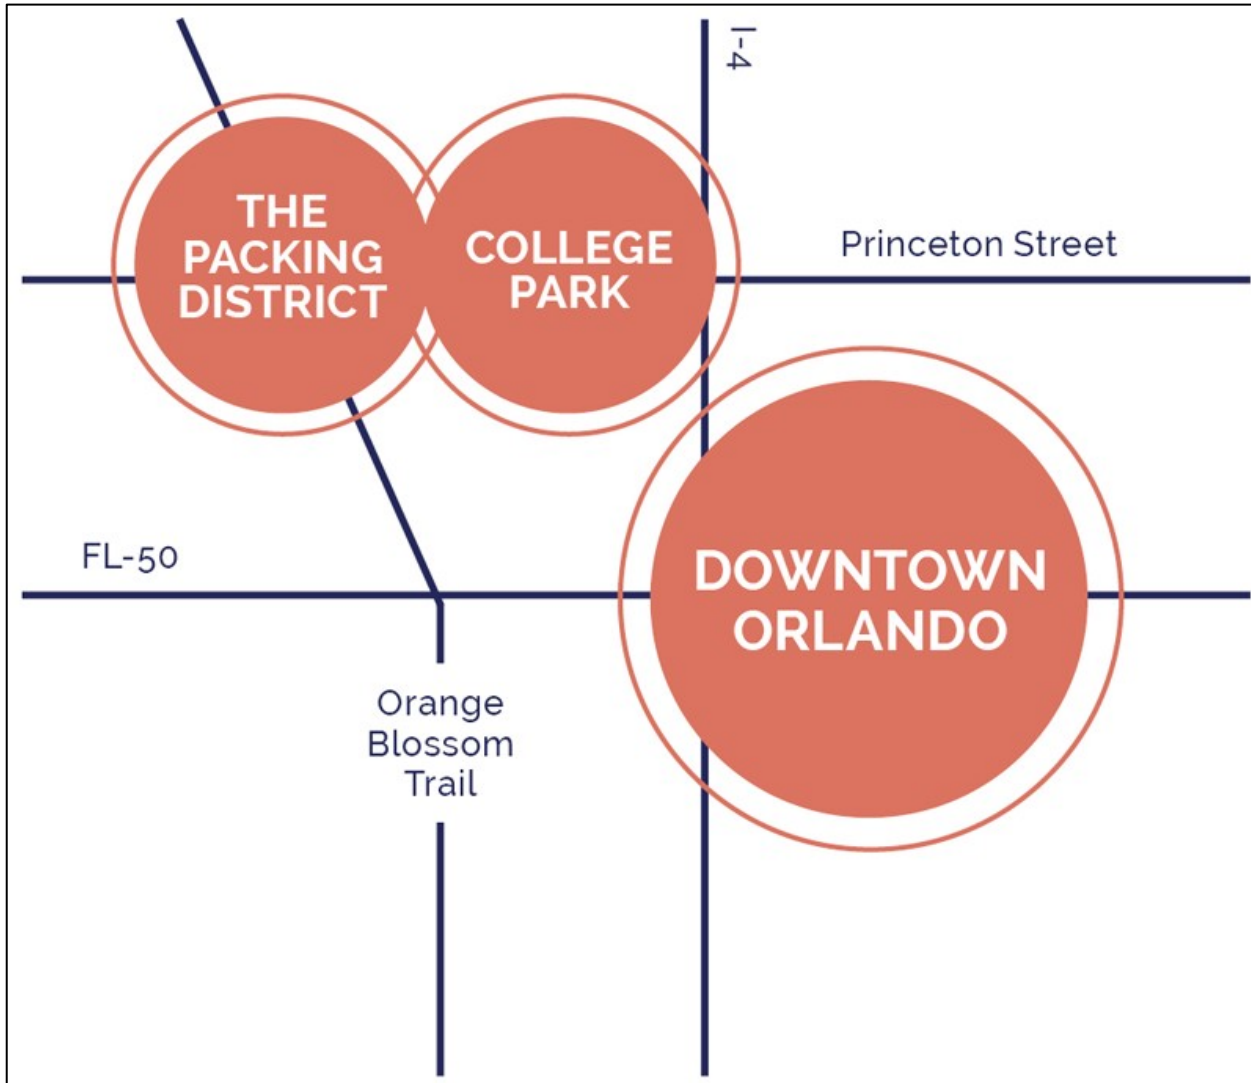 I-4
THE
PACKING
DISTRICT
COLLEGE
PARK
Princeton Street
FL-50
DOWNTOWN
ORLANDO
Orange
Blossom
Trail